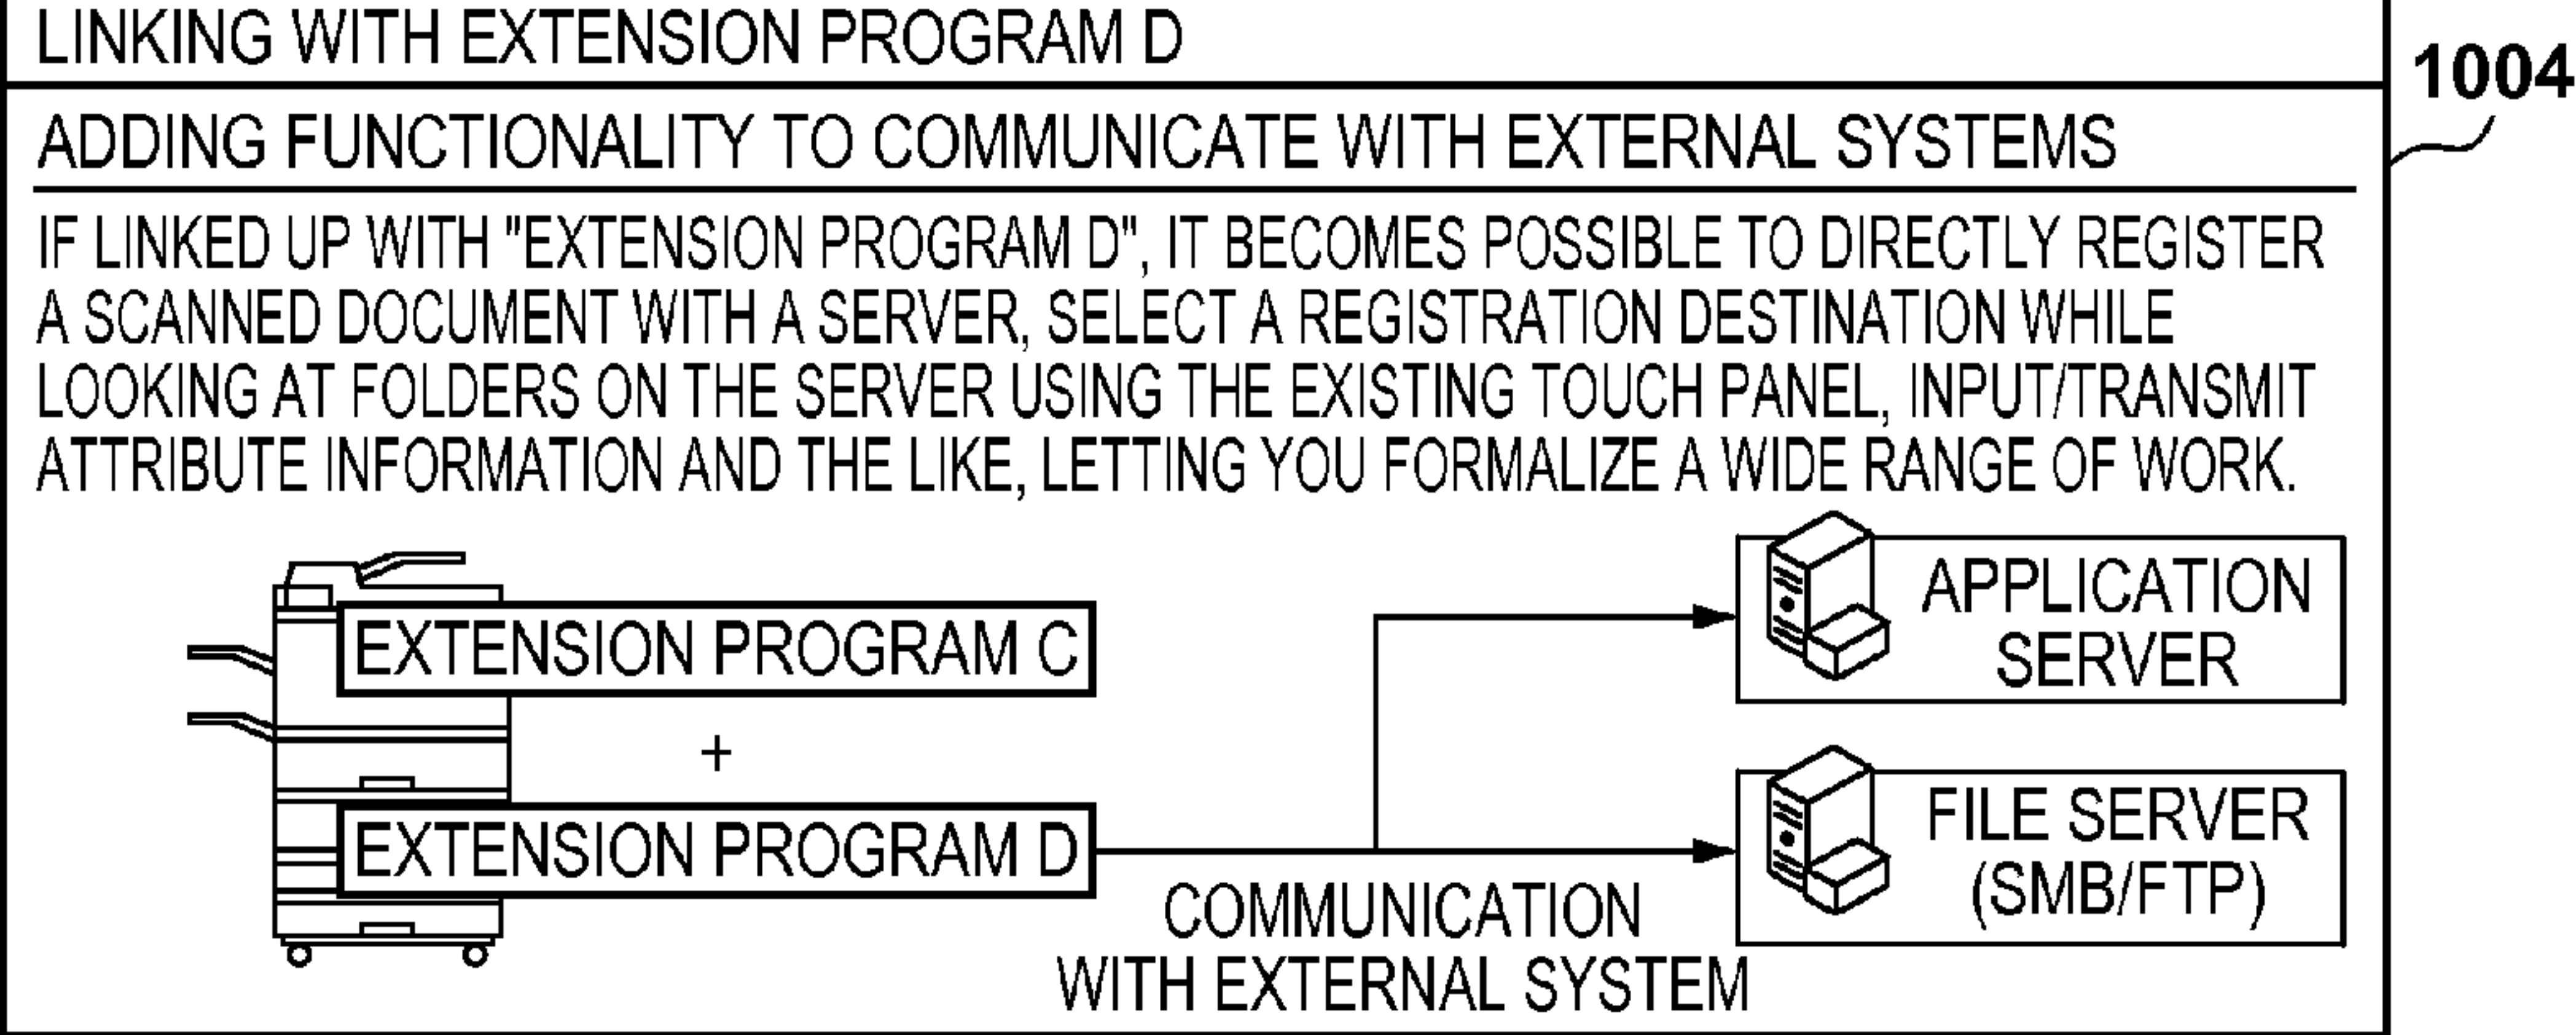 LINKING WITH EXTENSION PROGRAM D
1004
ADDING FUNCTIONALITY TO COMMUNICATE WITH EXTERNAL SYSTEMS
IF LINKED UP WITH "EXTENSION PROGRAM D", IT BECOMES POSSIBLE TO DIRECTLY REGISTER
A SCANNED DOCUMENT WITH A SERVER, SELECT A REGISTRATION DESTINATION WHILE
LOOKING AT FOLDERS ON THE SERVER USING THE EXISTING TOUCH PANEL, INPUT/TRANSMIT
ATTRIBUTE INFORMATION AND THE LIKE, LETTING YOU FORMALIZE A WIDE RANGE OF WORK.
EXTENSION PROGRAM C
+
EXTENSION PROGRAM D
COMMUNICATION
WITH EXTERNAL SYSTEM
APPLICATION
SERVER
FILE SERVER
(SMB/FTP)